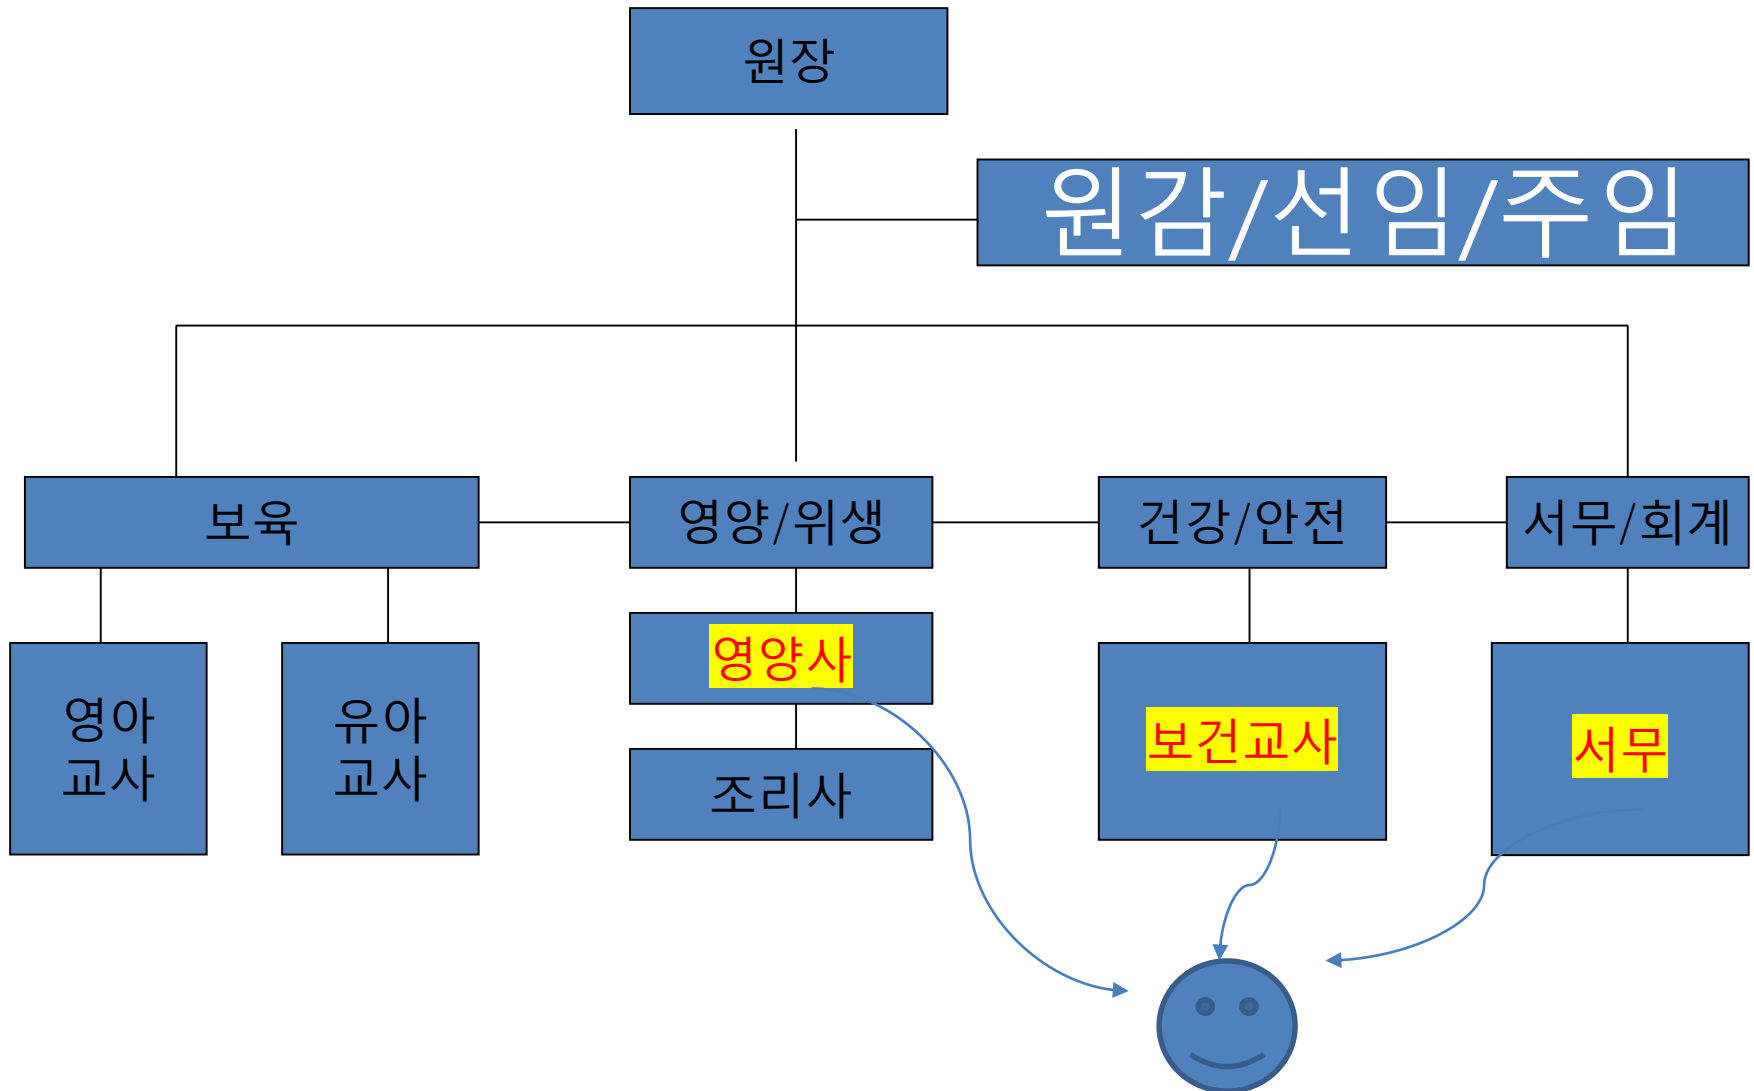 원장
원감/선임/주임
보육
영양/위생
건강/안전
서무/회계
영아
교사
유아
교사
영양사
조리사
보건교사
서무